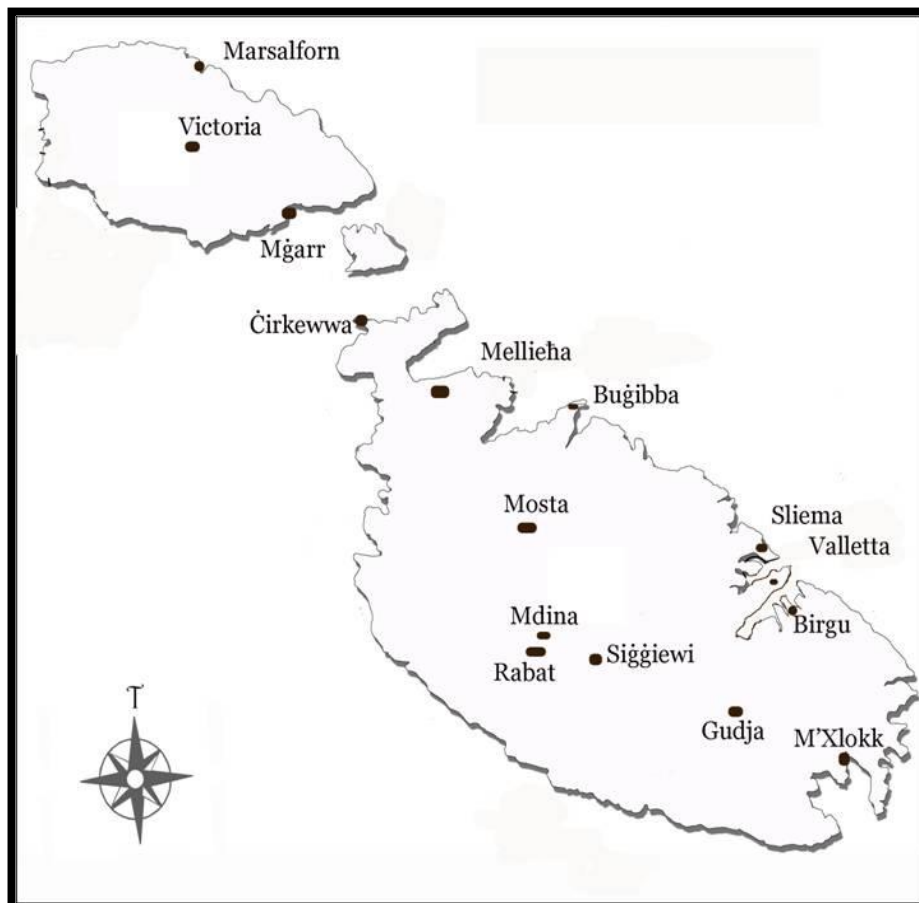 Marsalforn
Victoria
Mġarr
Ċirkewwa
Mellieħa
Buġibba
Mosta
Sliema
Valletta
Birgu
Mdina
Rabat
Siġġiewi
Gudja
M'Xlokk
T